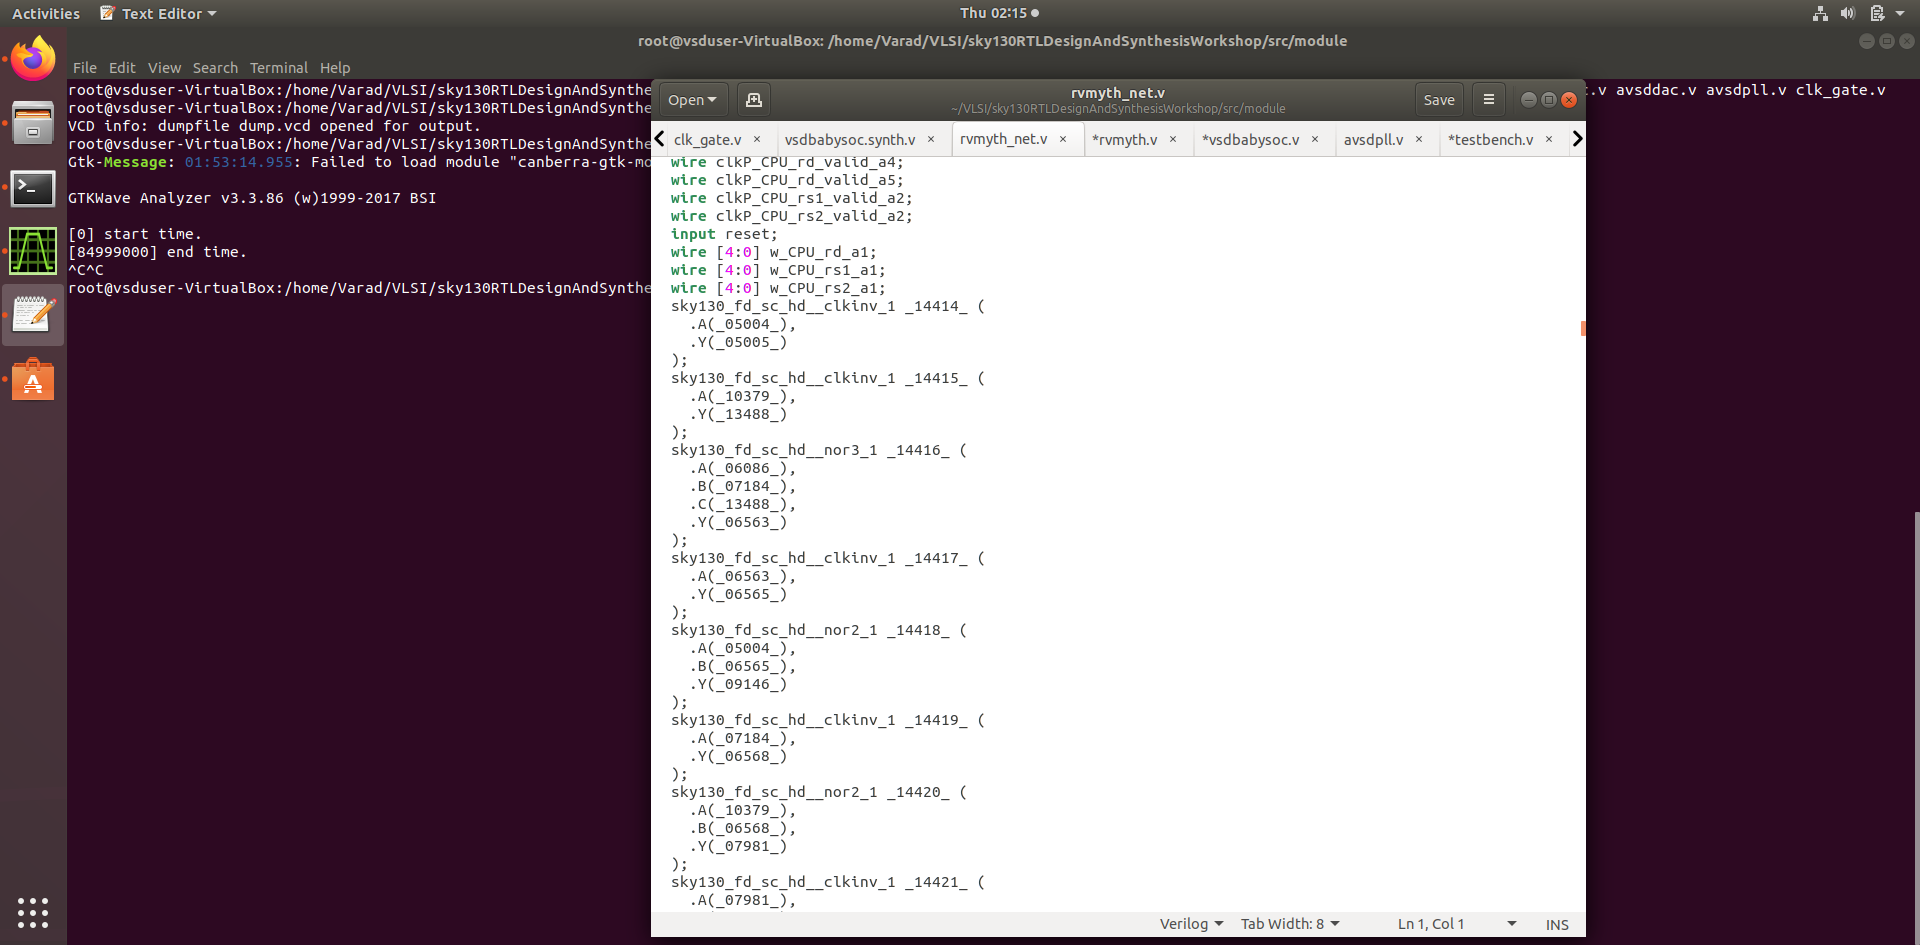 Activities Text Editor Thu 02:15
root@vsduser-VirtualBox: /home/Varad/VLSI/sky130RTLDesignAndSynthesisWorkshop/src/module
File Edit View Search Terminal Help
root@vsduser-VirtualBox:/home/Varad/VLSI/sky130RTLDesignAndSynthe
.v avsddac.v avsdpll.v clk_gate.v
root@vsduser-VirtualBox:/home/Varad/VLSI/sky130RTLDesignAndSynthe
VCD info: dumpfile dump.vcd opened for output.
root@vsduser-VirtualBox:/home/Varad/VLSI/sky130RTLDesignAndSynthe
Gtk-Message: 01:53:14.955: Failed to load module "canberra-gtk-mo
GTKWave Analyzer v3.3.86 (w)1999-2017 BSI
[0] start time.
[84999000] end time.
^C^C
root@vsduser-VirtualBox:/home/Varad/VLSI/sky130RTLDesignAndSynthe
Open rvmyth_net.v Save
~/VLSI/sky130RTLDesignAndSynthesisWorkshop/src/module
clk_gate.v × vsdbabysoc.synth.v × rvmyth_net.v × *rvmyth.v × *vsdbabysoc.v × avsdpll.v × *testbench.v ×
wire clkP_CPU_rd_valid_a4;
wire clkP_CPU_rd_valid_a5;
wire clkP_CPU_rs1_valid_a2;
wire clkP_CPU_rs2_valid_a2;
input reset;
wire [4:0] w_CPU_rd_a1;
wire [4:0] w_CPU_rs1_a1;
wire [4:0] w_CPU_rs2_a1;
sky130_fd_sc_hd__clkinv_1 _14414_ (
.A(_05004_),
.Y(_05005_)
);
sky130_fd_sc_hd__clkinv_1 _14415_ (
.A(_10379_),
.Y(_13488_)
);
sky130_fd_sc_hd__nor3_1 _14416_ (
.A(_06086_),
.B(_07184_),
.C(_13488_),
.Y(_06563_)
);
sky130_fd_sc_hd__clkinv_1 _14417_ (
.A(_06563_),
.Y(_06565_)
);
sky130_fd_sc_hd__nor2_1 _14418_ (
.A(_05004_),
.B(_06565_),
.Y(_09146_)
);
sky130_fd_sc_hd__clkinv_1 _14419_ (
.A(_07184_),
.Y(_06568_)
);
sky130_fd_sc_hd__nor2_1 _14420_ (
.A(_10379_),
.B(_06568_),
.Y(_07981_)
);
sky130_fd_sc_hd__clkinv_1 _14421_ (
.A(_07981_),
Verilog Tab Width: 8 Ln 1, Col 1 INS